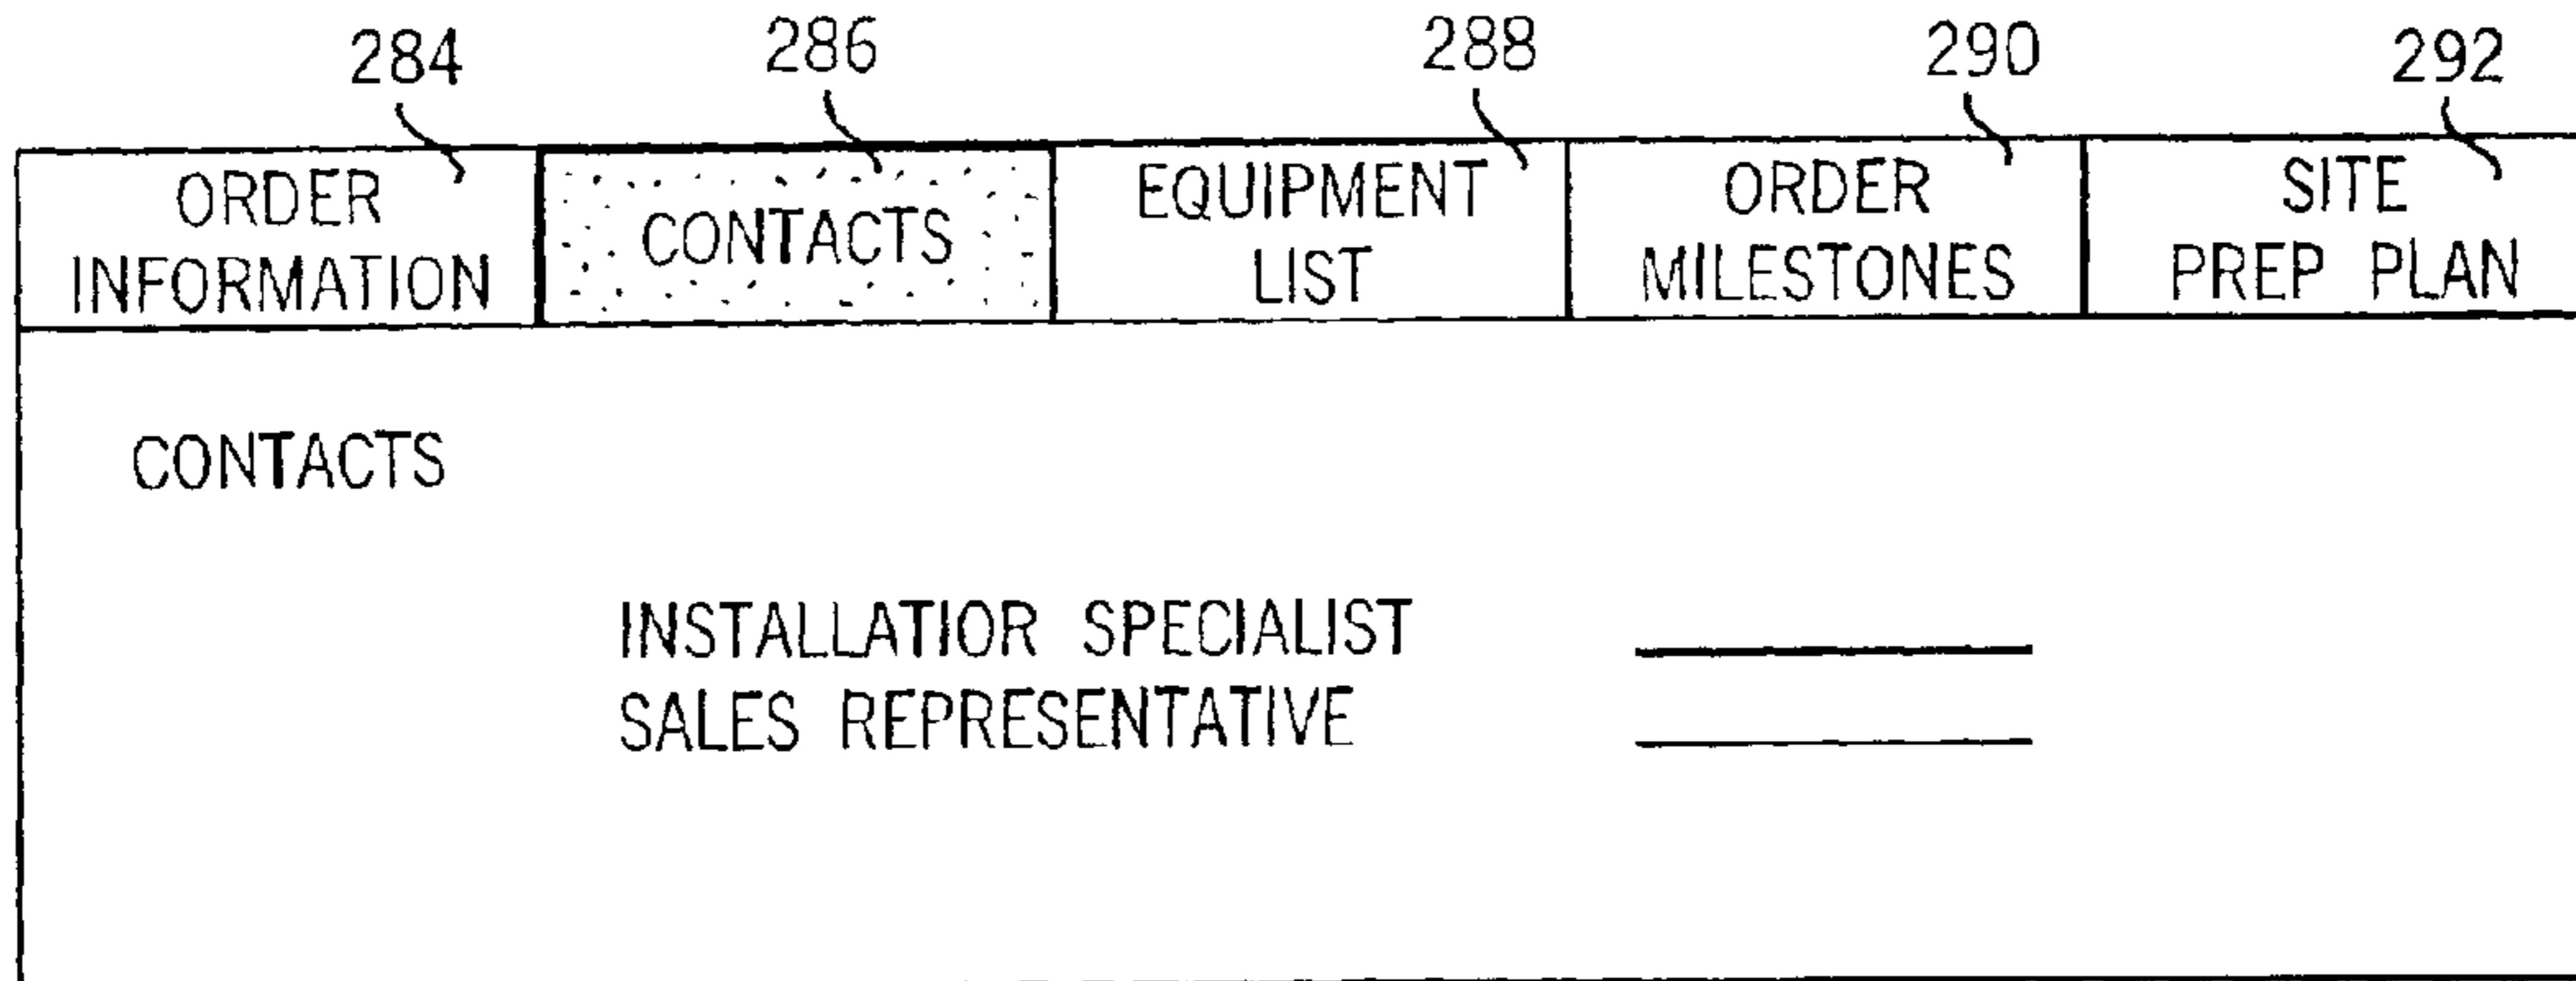 284 286 288 290 292
ORDER INFORMATION
CONTACTS
EQUIPMENT LIST
ORDER MILESTONES
SITE PREP PLAN
CONTACTS
INSTALLATIOR SPECIALIST
SALES REPRESENTATIVE